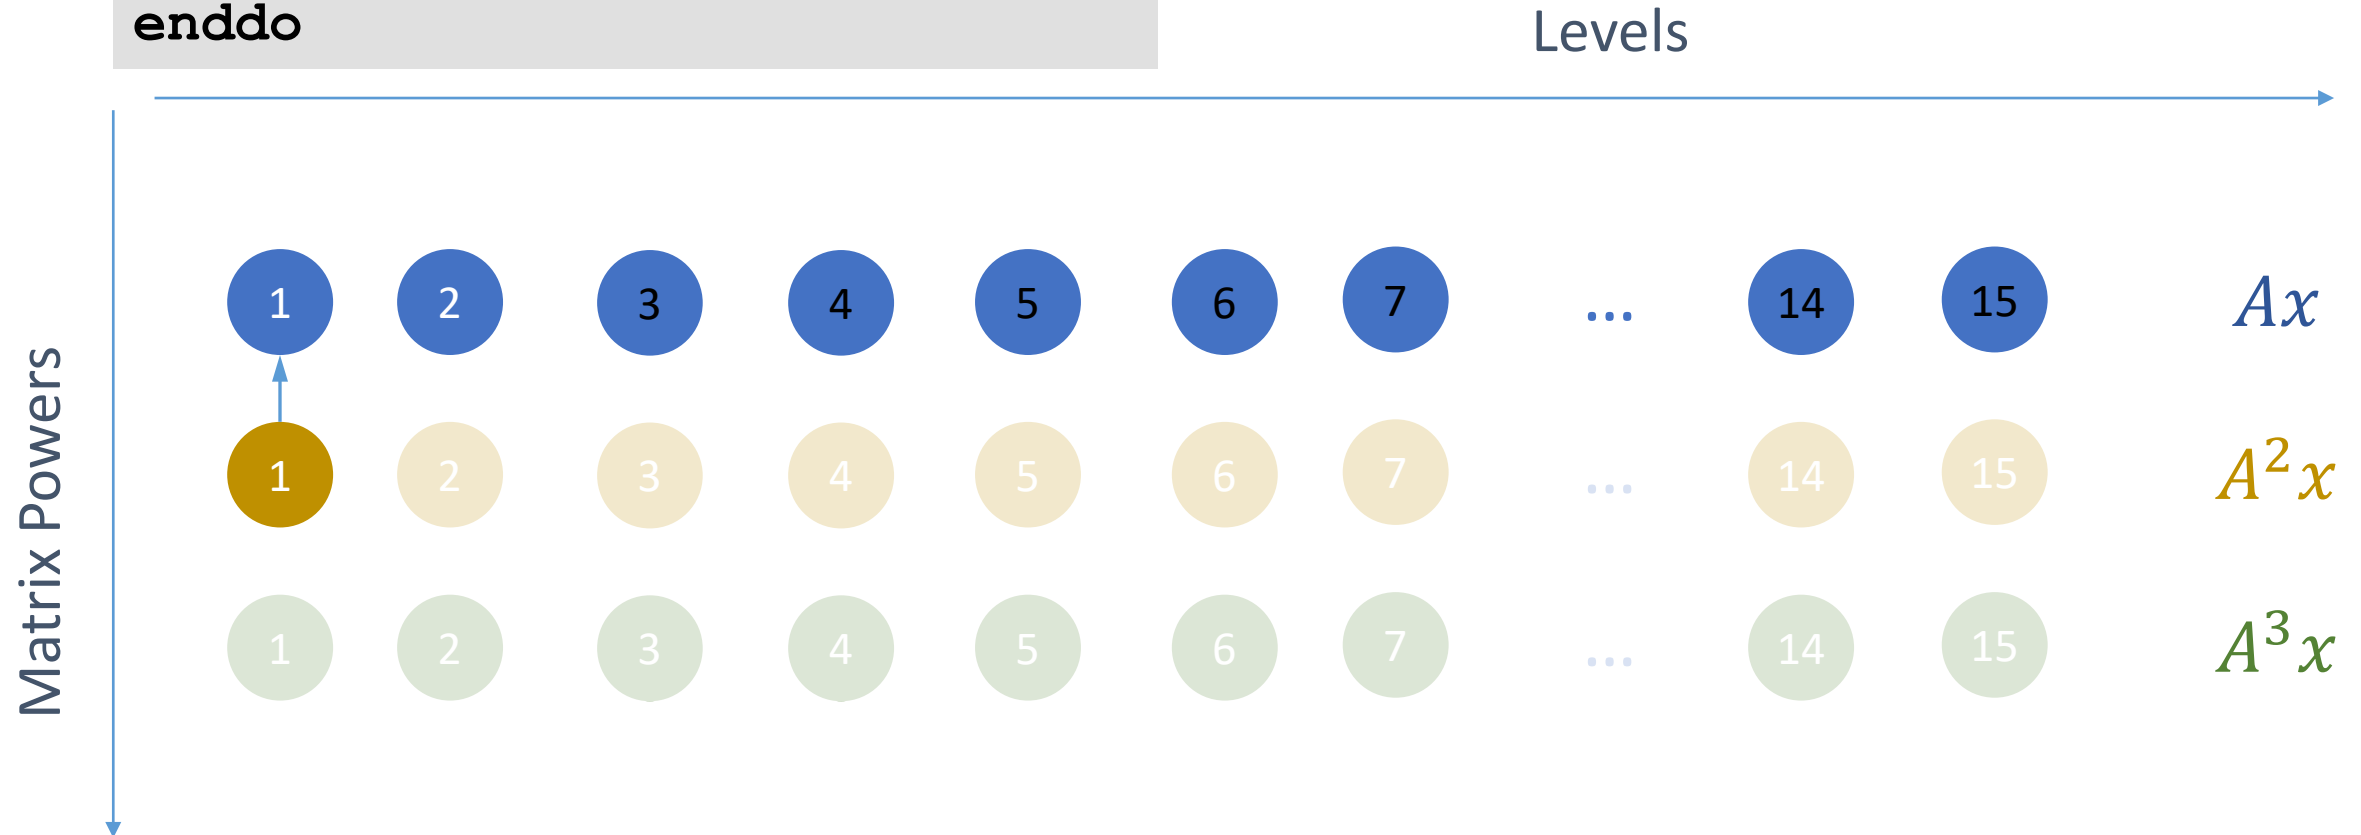 enddo
Levels
Matrix Powers
1 2 3 4 5 6 7 ... 14 15 Ax
1 2 3 4 5 6 7 ... 14 15 A²x
1 2 3 4 5 6 7 ... 14 15 A³x